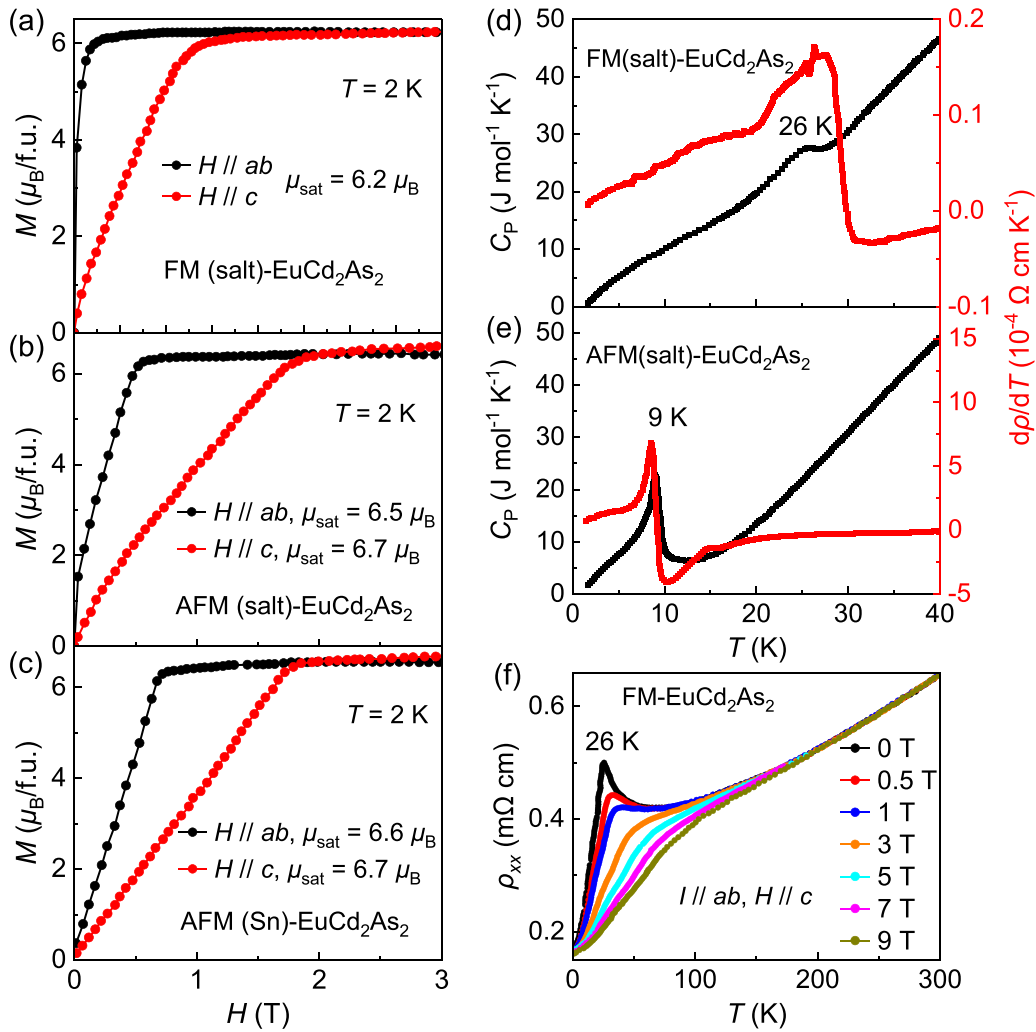 (a)
6
4
2
0
M (μB/f.u.)
T = 2 K
H // ab
H // c
μsat = 6.2 μB
FM (salt)-EuCd2As2
(b)
6
4
2
0
M (μB/f.u.)
T = 2 K
H // ab, μsat = 6.5 μB
H // c, μsat = 6.7 μB
AFM (salt)-EuCd2As2
(c)
6
4
2
0
M (μB/f.u.)
T = 2 K
H // ab, μsat = 6.6 μB
H // c, μsat = 6.7 μB
AFM (Sn)-EuCd2As2
0 1 2 3
H (T)
(d)
50
40
30
20
10
0
CP (J mol-1 K-1)
FM(salt)-EuCd2As2
26 K
0.2
0.1
0.0
-0.1
(e)
50
40
30
20
10
0
CP (J mol-1 K-1)
AFM(salt)-EuCd2As2
9 K
15
10
5
0
-5
dρ/dT (10-4 Ω cm K-1)
0 10 20 30 40
T (K)
(f)
0.6
0.4
0.2
ρxx (mΩ cm)
FM-EuCd2As2
26 K
0 T
0.5 T
1 T
3 T
5 T
7 T
9 T
I // ab, H // c
0 100 200 300
T (K)